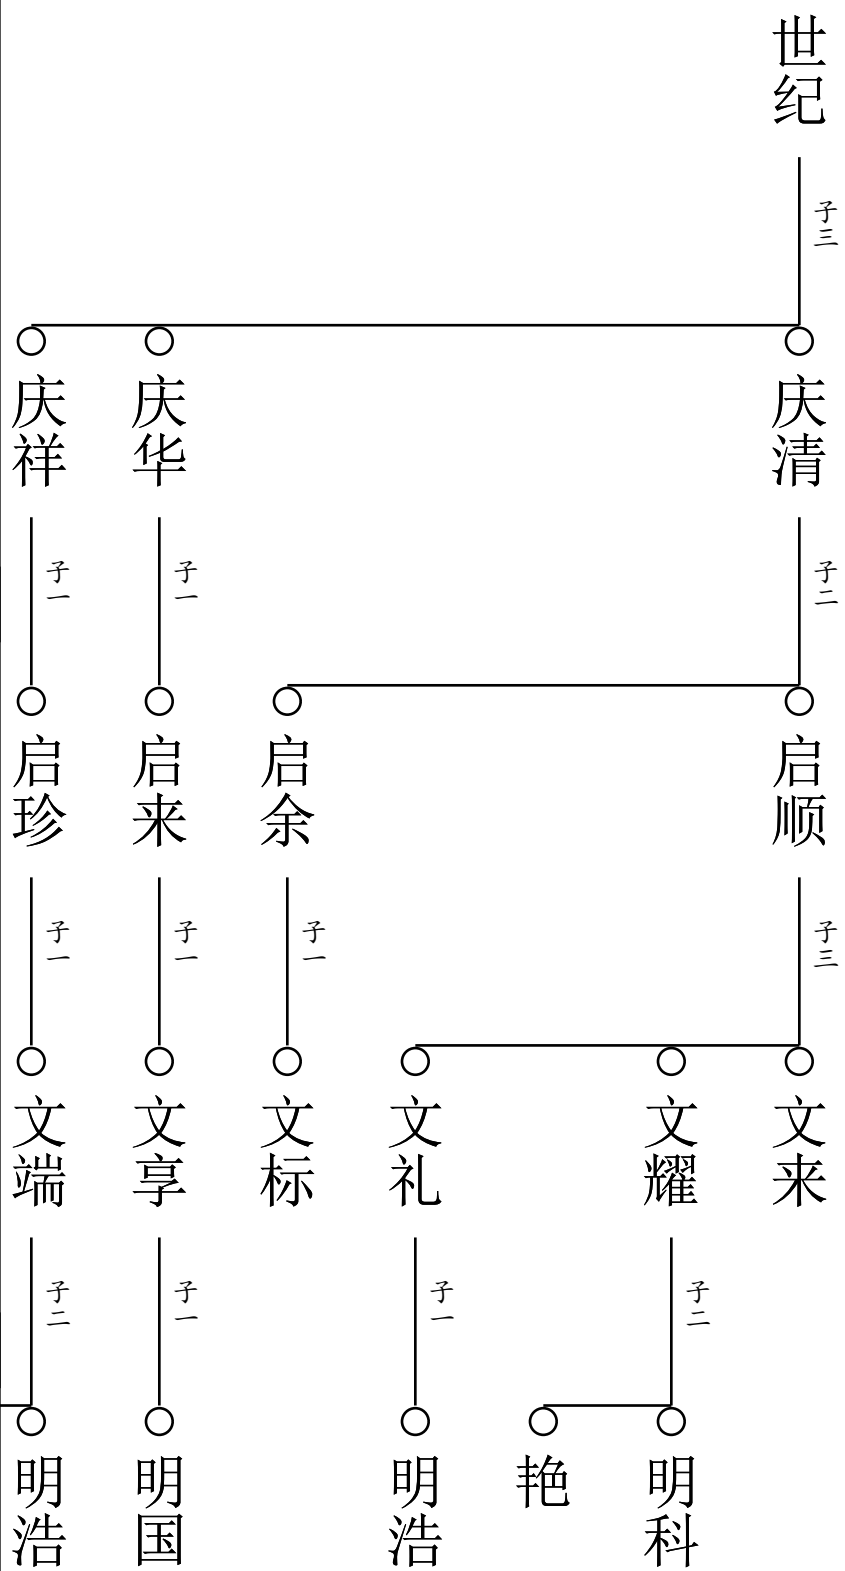 世纪
子三
庆清
庆华
庆祥
子二
子一
子一
启顺
启余
启来
启珍
子三
子一
子一
子一
文来
文耀
文礼
文标
文享
文端
子二
子一
子一
子二
明科
艳
明浩
明国
明浩